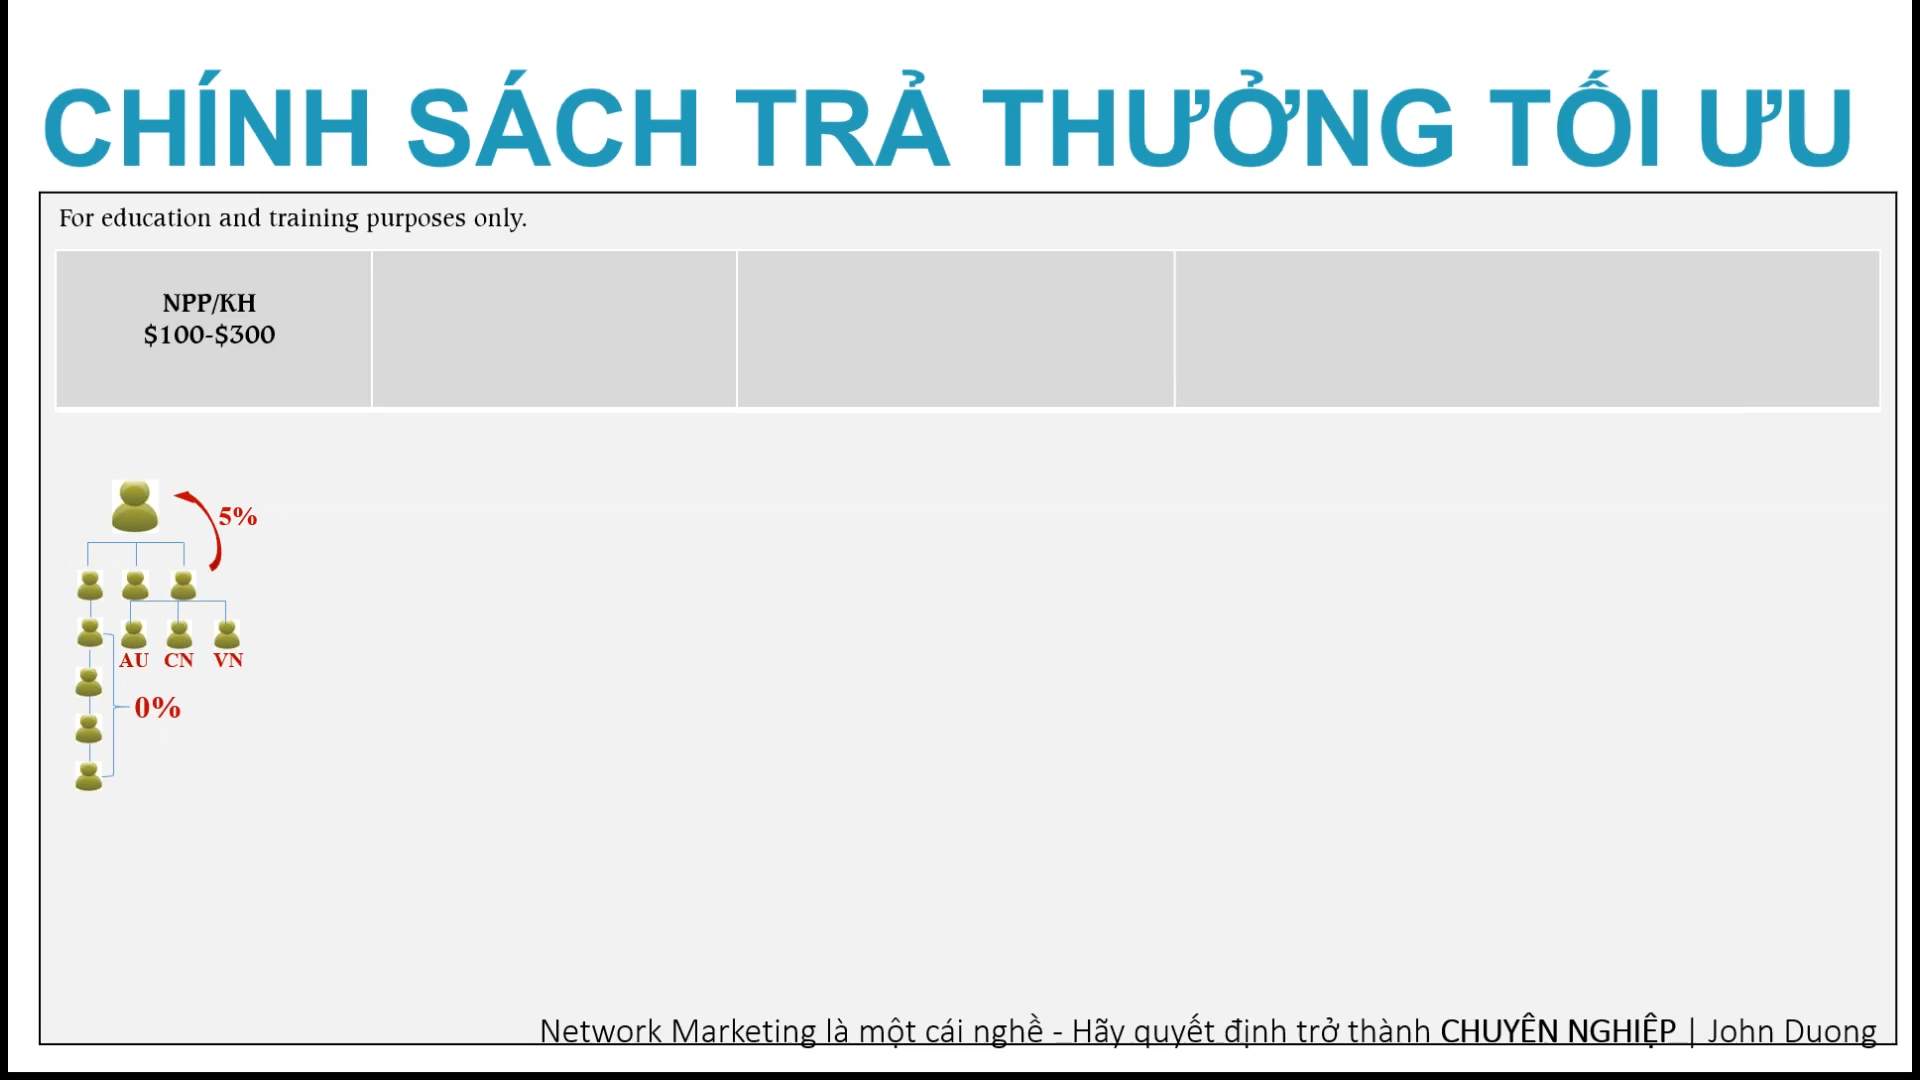 CHÍNH SÁCH TRẢ THƯỞNG TỐI ƯU
For education and training purposes only.
NPP/KH
$100-$300
5%
AU CN VN
0%
Network Marketing là một cái nghề - Hãy quyết định trở thành CHUYÊN NGHIỆP | John Duong